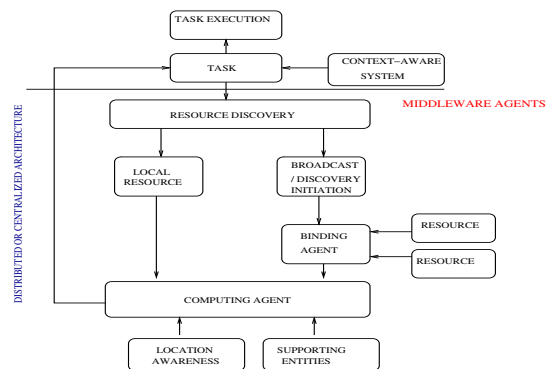 TASK EXECUTION
TASK
CONTEXT-AWARE
SYSTEM
MIDDLEWARE AGENTS
RESOURCE DISCOVERY
DISTRIBUTED OR CENTRALIZED ARCHITECTURE
LOCAL
RESOURCE
BROADCAST
/ DISCOVERY
INITIATION
BINDING
AGENT
RESOURCE
RESOURCE
COMPUTING AGENT
LOCATION
AWARENESS
SUPPORTING
ENTITIES